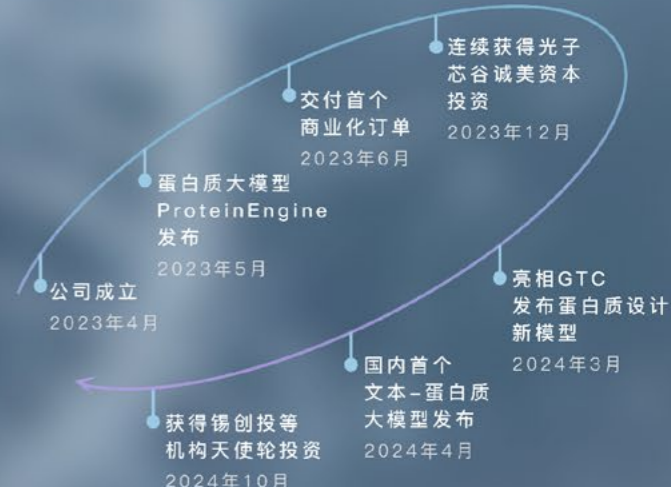 公司成立
2023年4月
蛋白质大模型
ProteinEngine
发布
2023年5月
交付首个
商业化订单
2023年6月
连续获得光子
芯谷诚美资本
投资
2023年12月
亮相GTC
发布蛋白质设计
新模型
2024年3月
国内首个
文本-蛋白质
大模型发布
2024年4月
获得锡创投等
机构天使轮投资
2024年10月